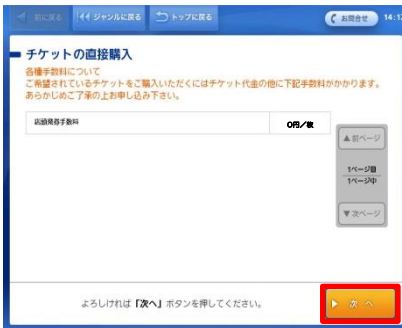 前に戻る
ジャンルに戻る
トップに戻る
お問合せ
14:12
チケットの直接購入
各種手数料について
ご希望されているチケットをご購入いただくにはチケット代金の他に下記手数料がかかります。
あらかじめご了承の上お申し込み下さい。
店頭発券手数料
0円/枚
▲前ページ
1ページ目
1ページ中
▼次ページ
よろしければ「次へ」ボタンを押してください。
次 へ